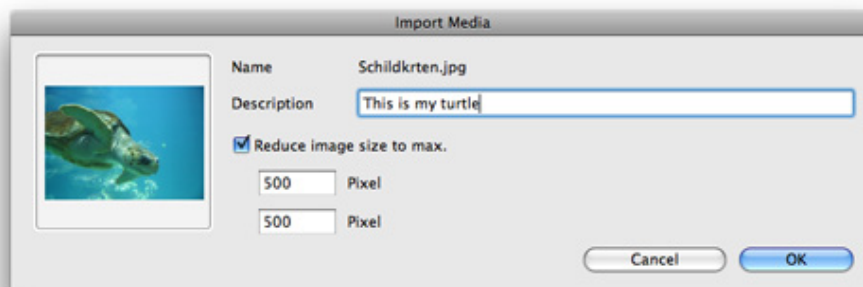 Import Media
Name Schildkrten.jpg
Description This is my turtle
Reduce image size to max.
500 Pixel
500 Pixel
Cancel OK